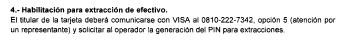 4.- Habilitación para extracción de efectivo.
El titular de la tarjeta deberá comunicarse con VISA al 0810-222-7342, opción 5 (atención por
un representante) y solicitar al operador la generación del PIN para extracciones.